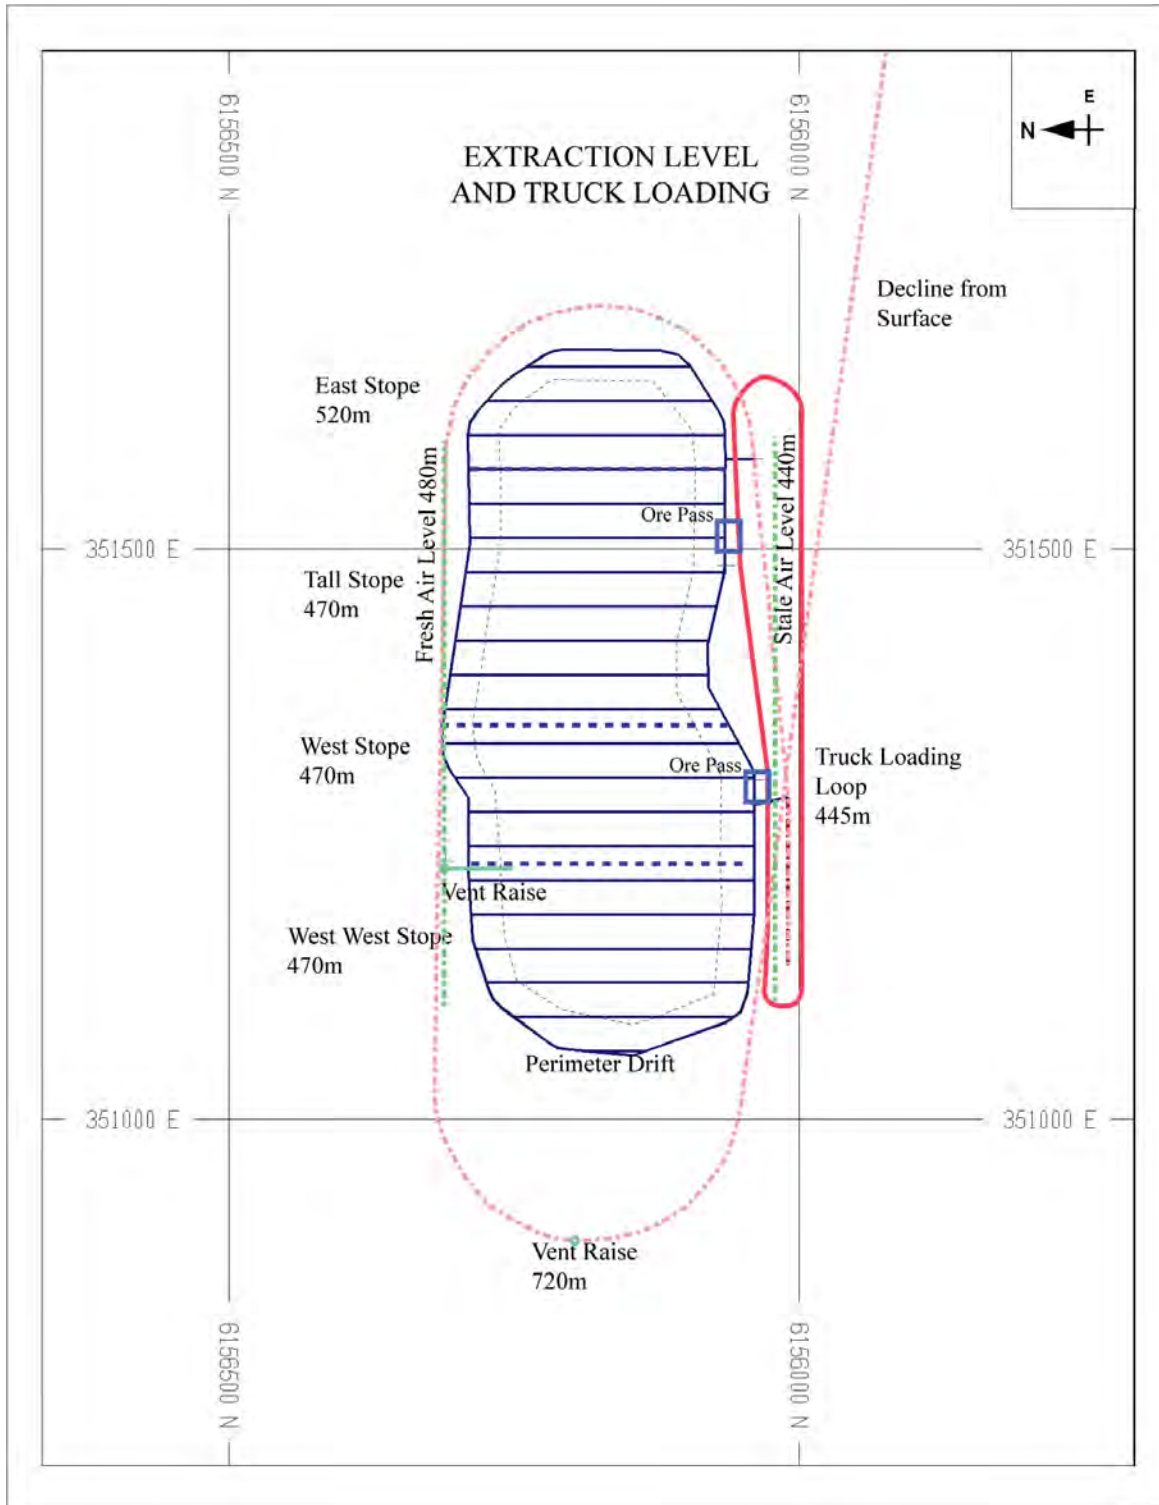 6156500 N
6156000 N
E
N
EXTRACTION LEVEL
AND TRUCK LOADING
Decline from
Surface
East Stope
520m
Fresh Air Level 480m
Stale Air Level 440m
Ore Pass
351500 E
351500 E
Tall Stope
470m
West Stope
470m
Ore Pass
Truck Loading
Loop
445m
Vent Raise
West West Stope
470m
Perimeter Drift
351000 E
351000 E
Vent Raise
720m
6156500 N
6156000 N